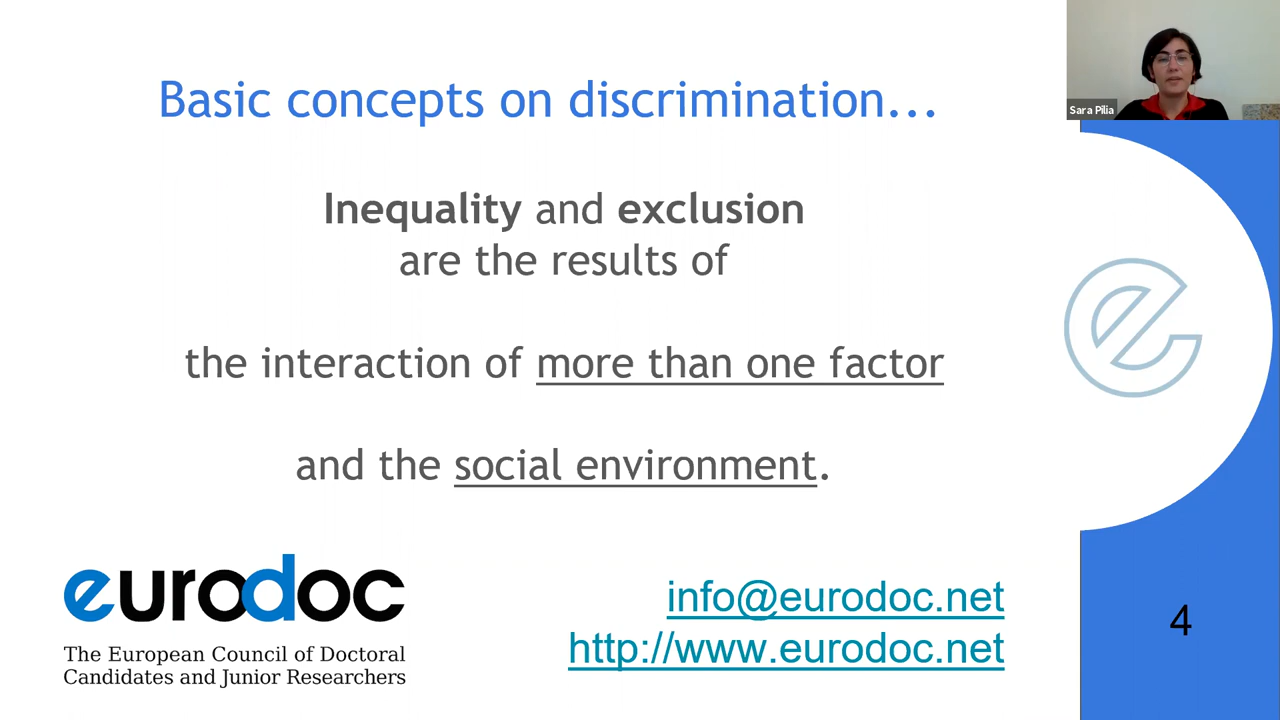 Basic concepts on discrimination...
Sara Pilia
Inequality and exclusion
are the results of
the interaction of more than one factor
and the social environment.
eurodoc
The European Council of Doctoral
Candidates and Junior Researchers
info@eurodoc.net
http://www.eurodoc.net
4